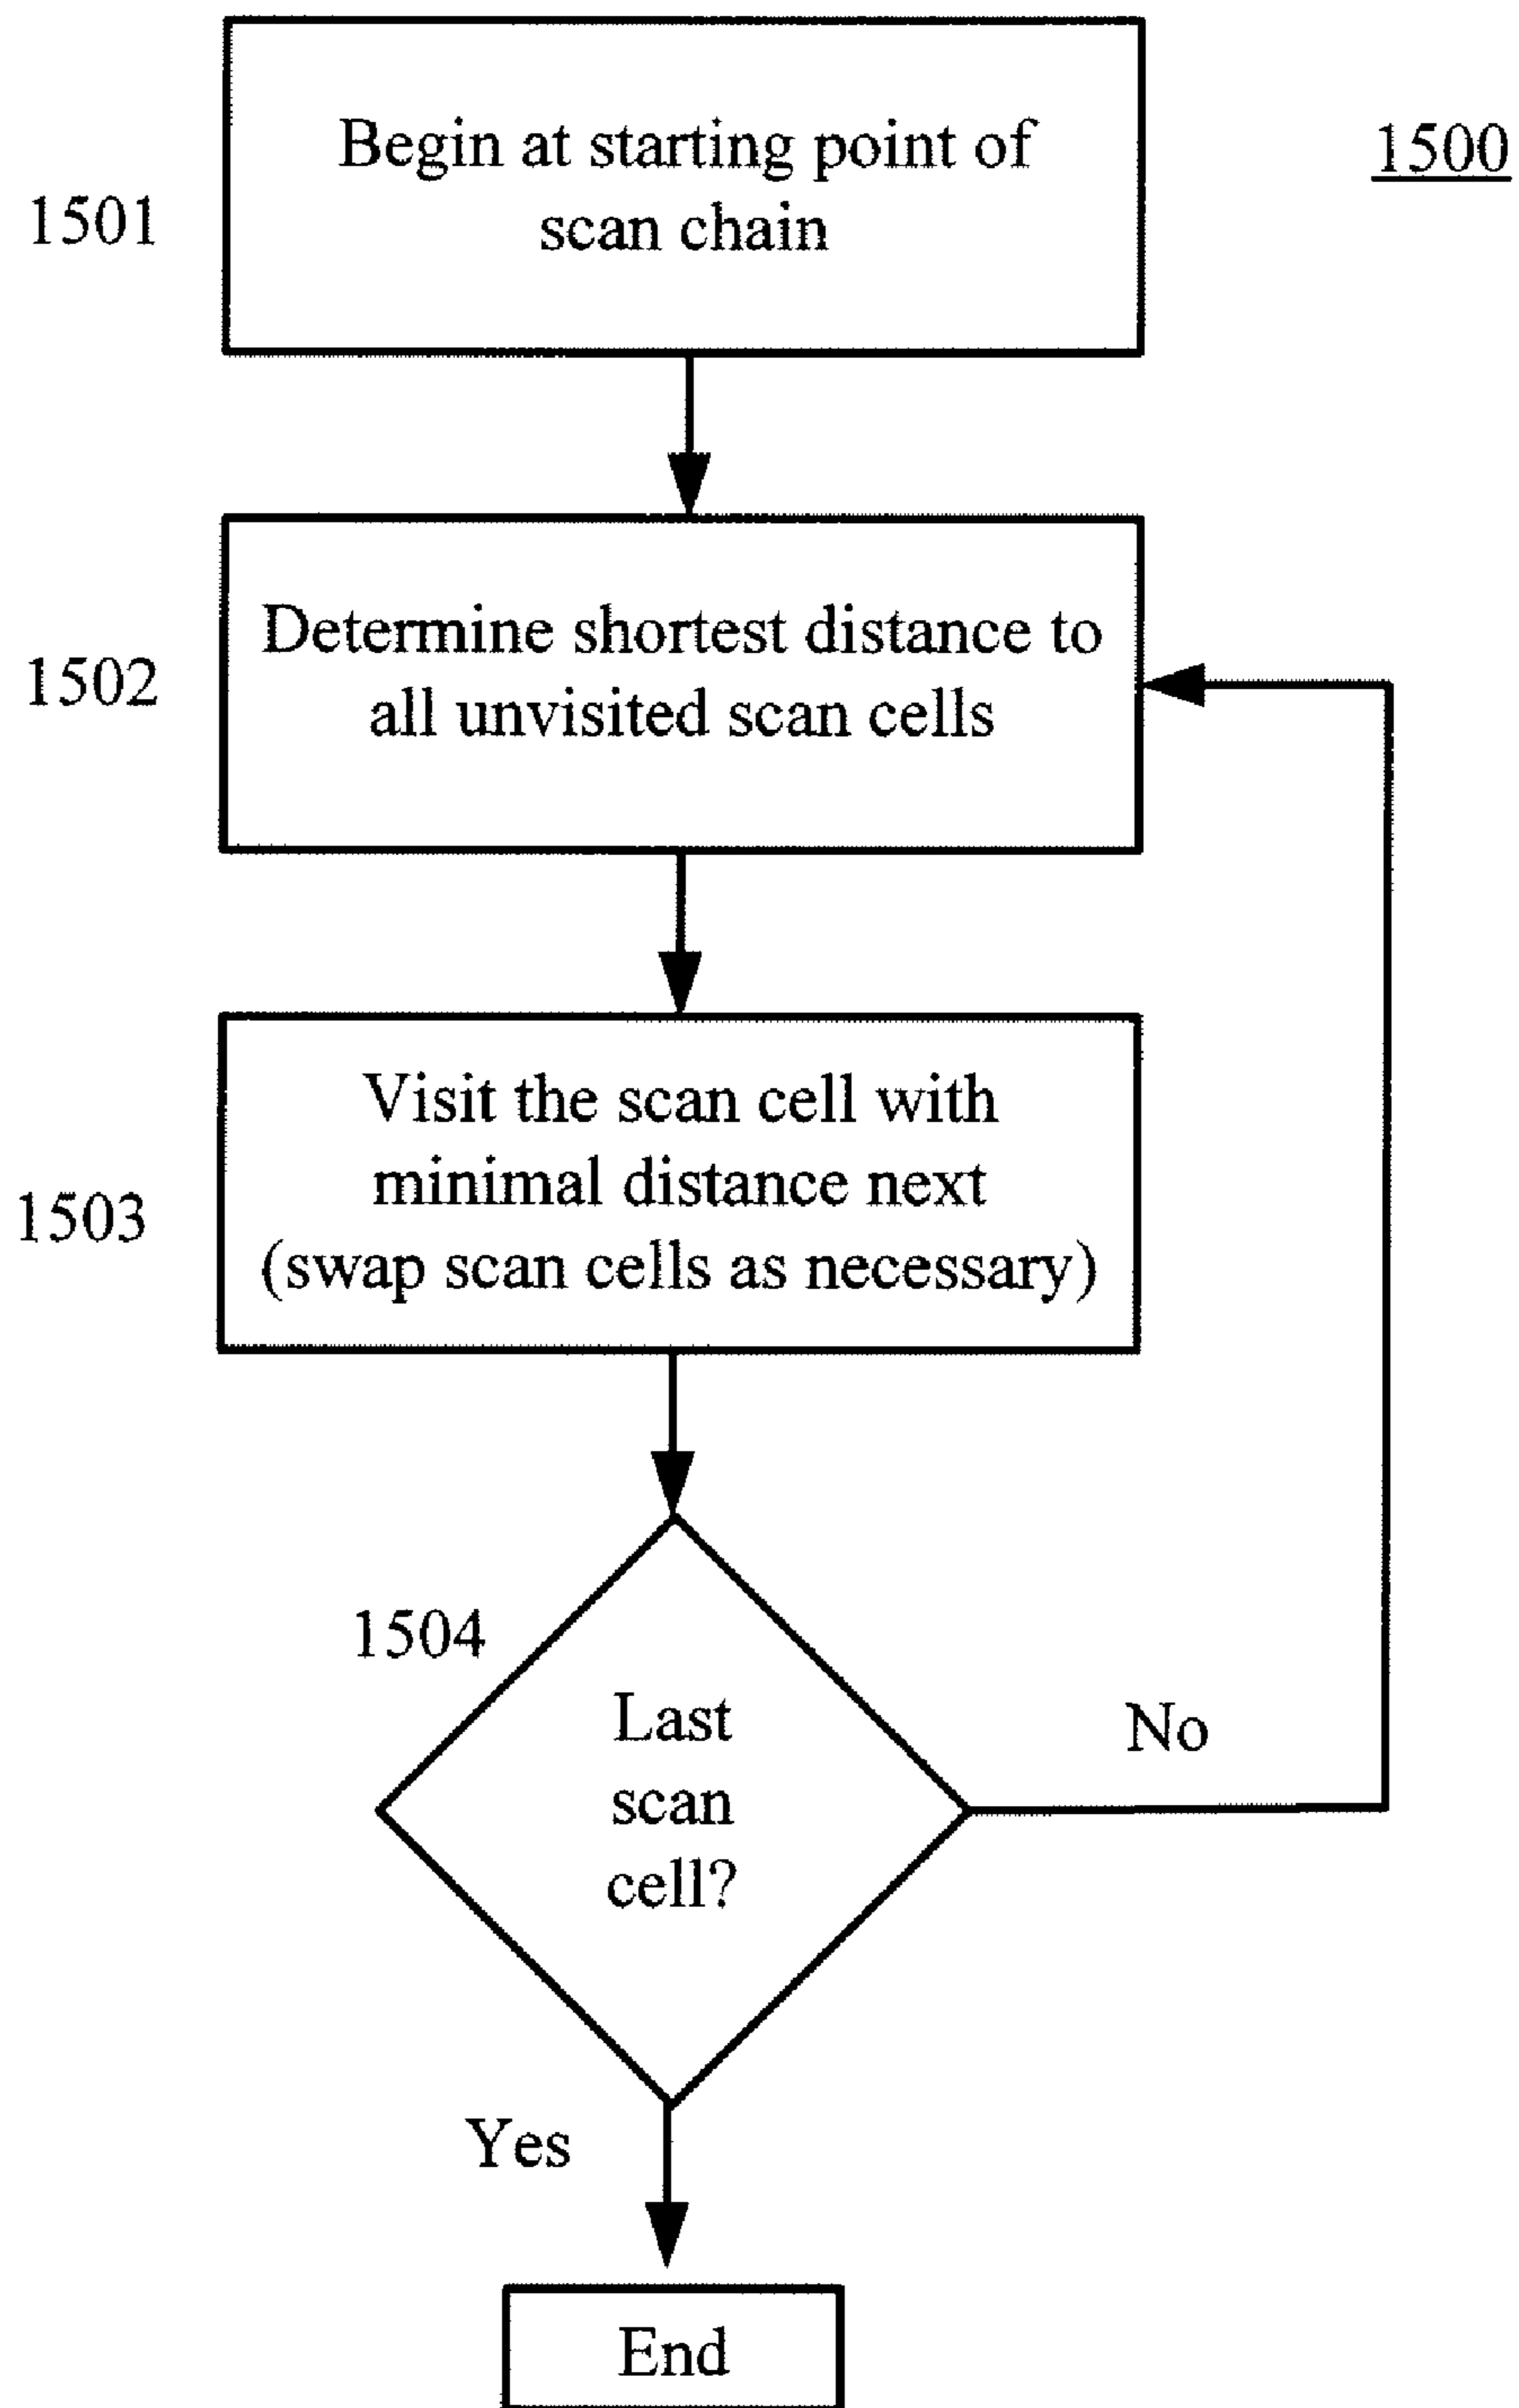 1500
1501
Begin at starting point of
scan chain
1502
Determine shortest distance to
all unvisited scan cells
1503
Visit the scan cell with
minimal distance next
(swap scan cells as necessary)
1504
Last
scan
cell?
No
Yes
End